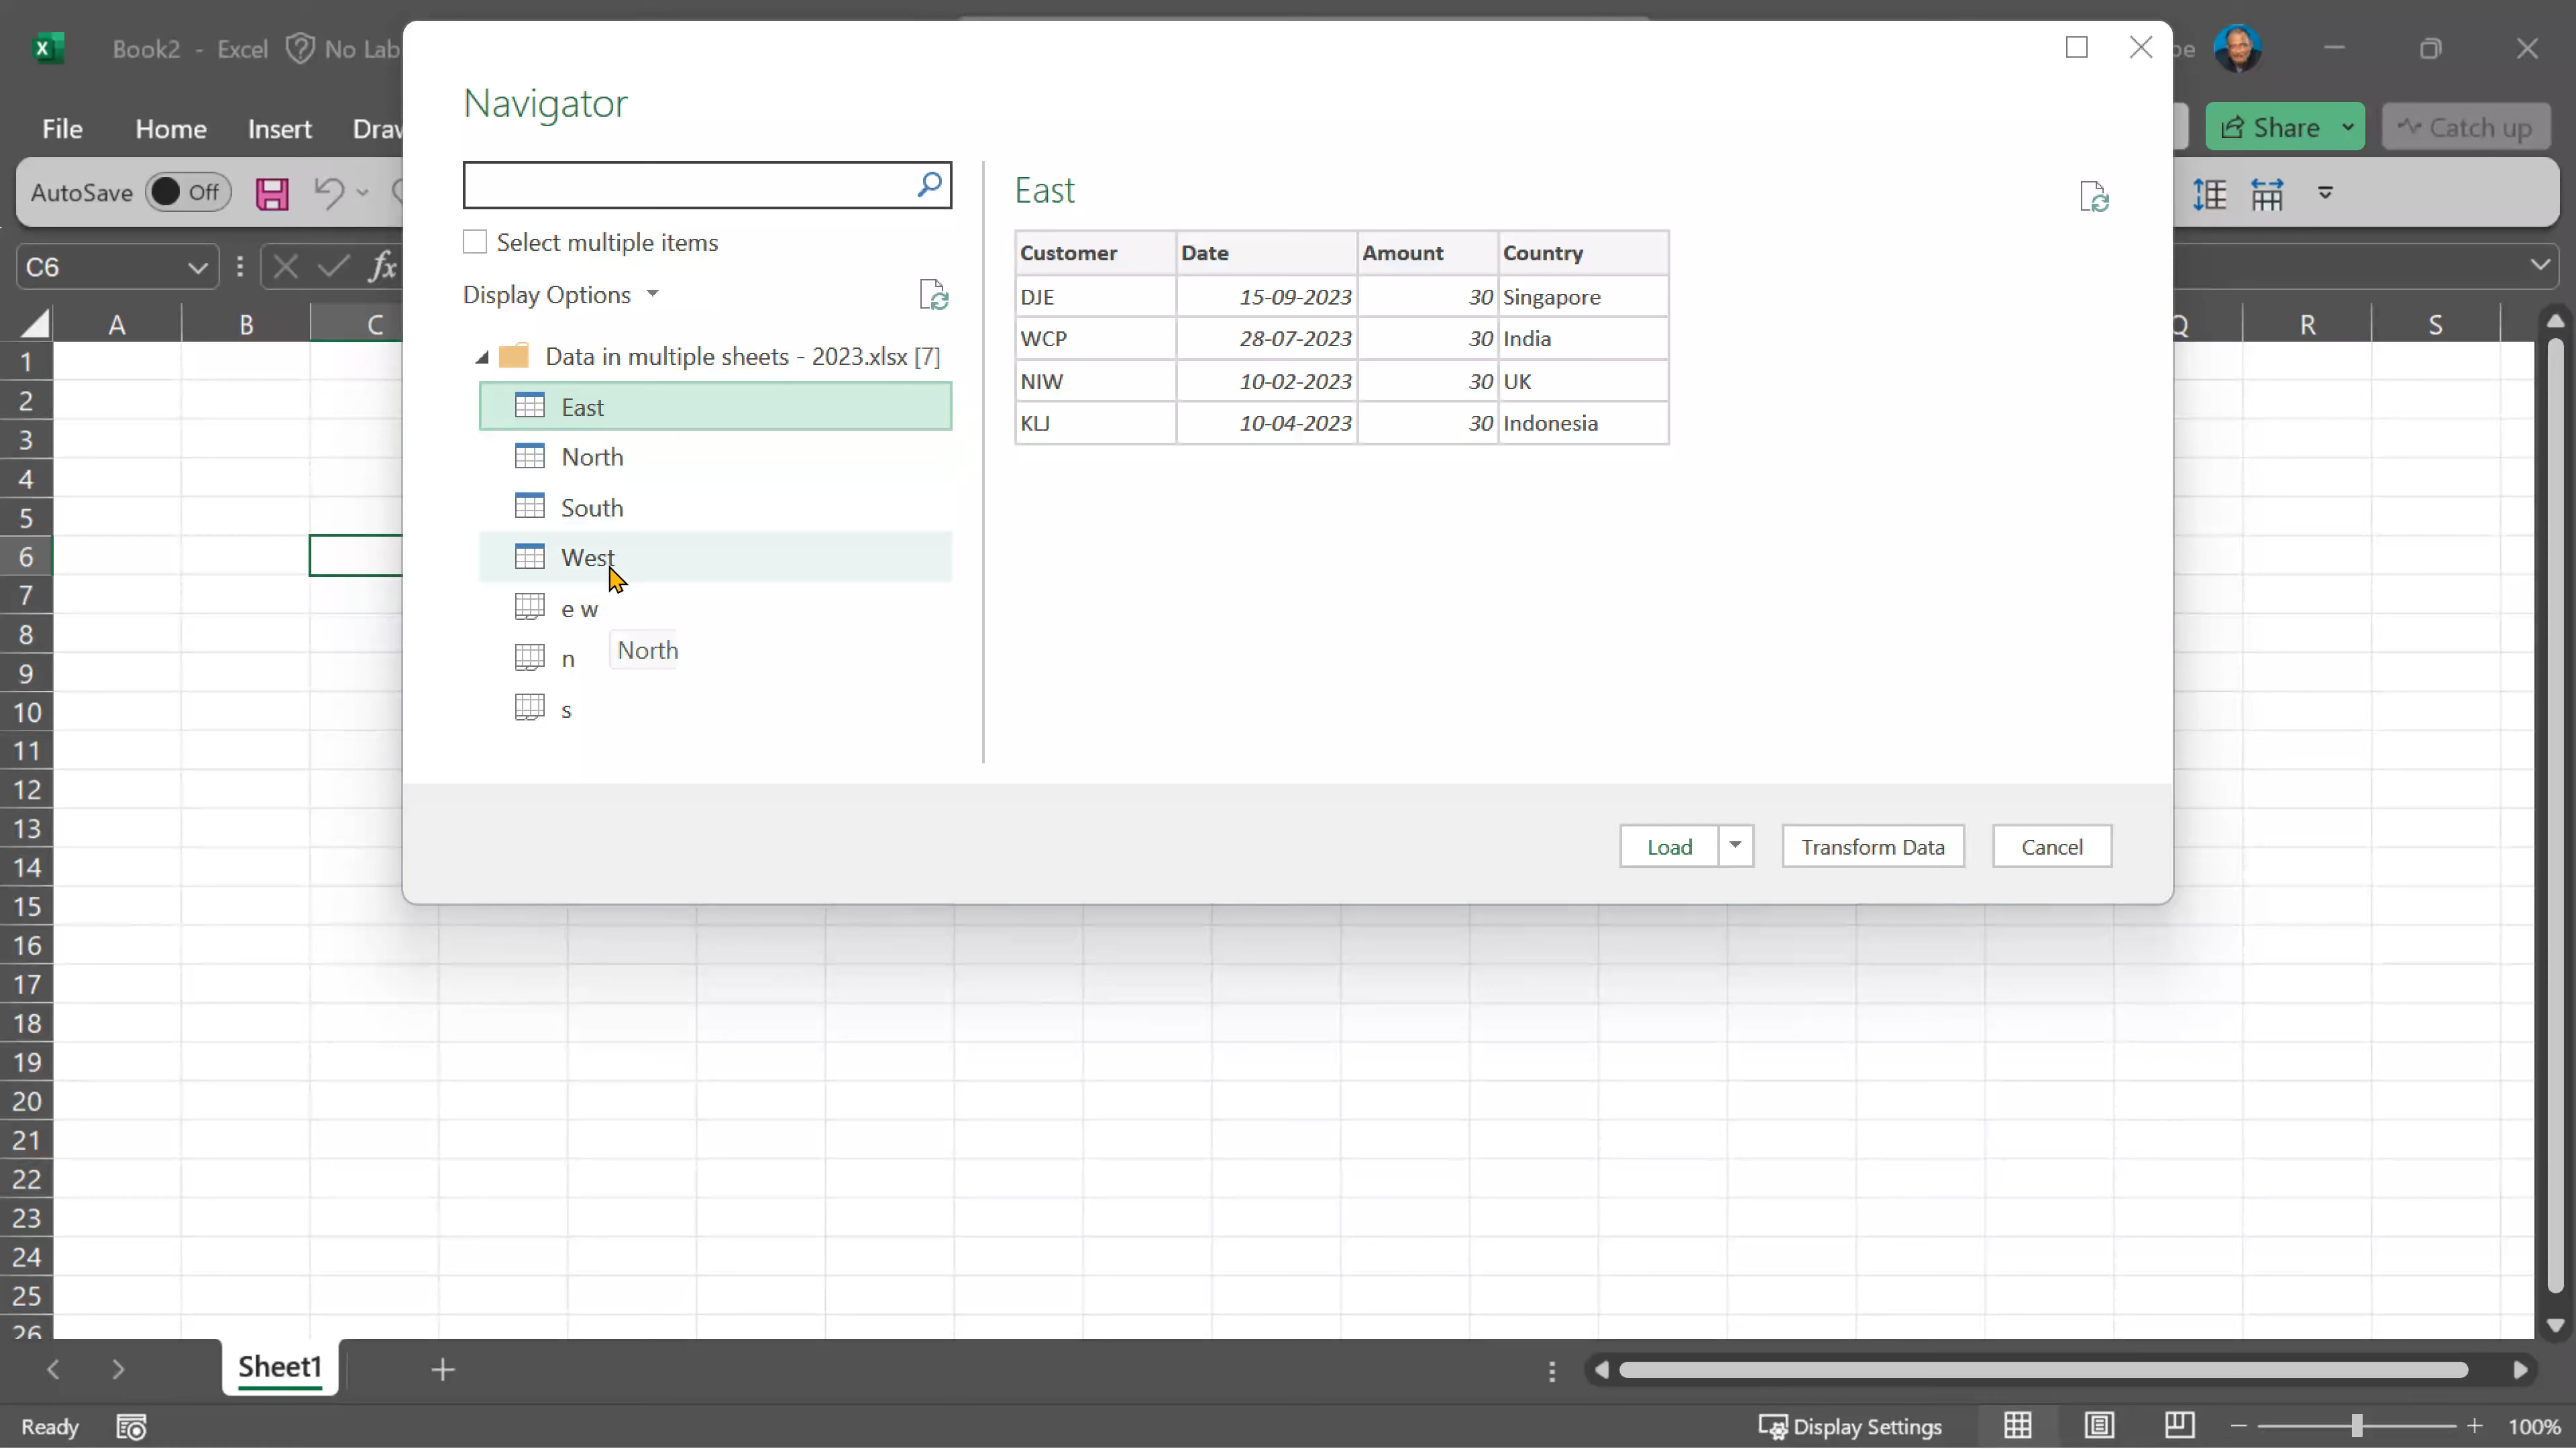 Book2 - Excel No Lab pe
File Home Insert Draw Share Catch up
AutoSave Off
C6 fx
Navigator
Select multiple items
Display Options
Data in multiple sheets - 2023.xlsx [7]
East
North
South
West
e w
n
s
North
East
Customer Date Amount Country
DJE 15-09-2023 30 Singapore
WCP 28-07-2023 30 India
NIW 10-02-2023 30 UK
KLJ 10-04-2023 30 Indonesia
Load Transform Data Cancel
A B C Q R S
1
2
3
4
5
6
7
8
9
10
11
12
13
14
15
16
17
18
19
20
21
22
23
24
25
26
Sheet1
Ready Display Settings 100%